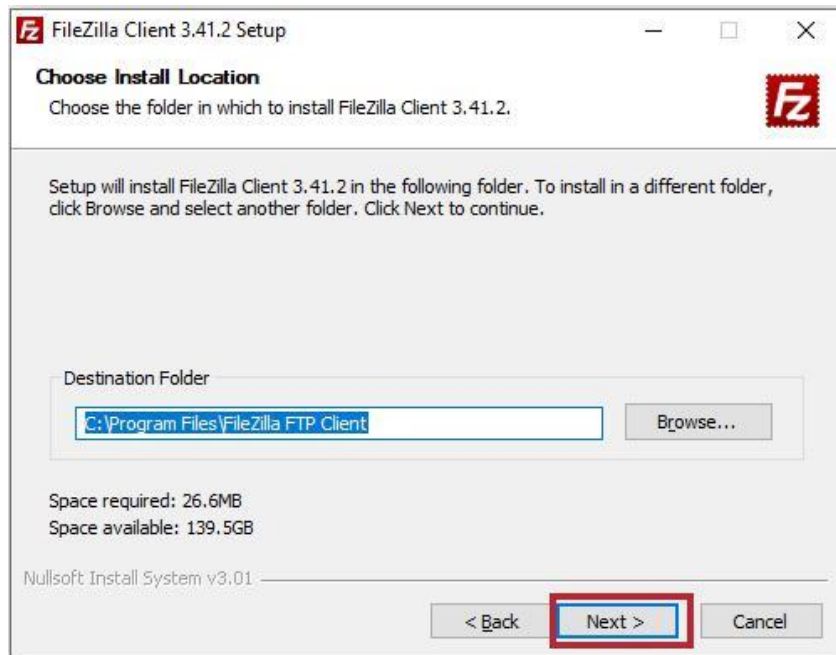 FileZilla Client 3.41.2 Setup
Choose Install Location
Choose the folder in which to install FileZilla Client 3.41.2.
Fz
Setup will install FileZilla Client 3.41.2 in the following folder. To install in a different folder,
click Browse and select another folder. Click Next to continue.
Destination Folder
C:\Program Files\FileZilla FTP Client
Browse...
Space required: 26.6MB
Space available: 139.5GB
Nullsoft Install System v3.01
< Back Next > Cancel